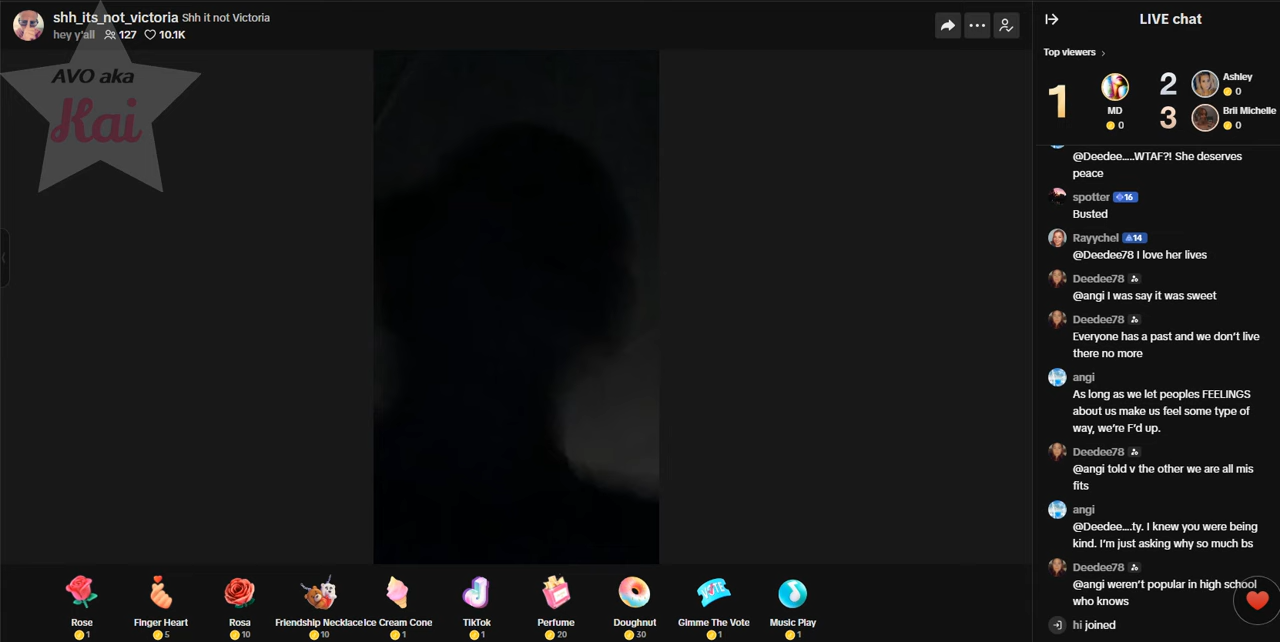 shh_its_not_victoria Shh it not Victoria
hey y'all 127 10.1K
AVO aka
Kai
LIVE chat
Top viewers
1
MD
0
2
Ashley
0
3
Brii Michelle
0
@Deedee.....WTAF?! She deserves
peace
spotter 16
Busted
Rayychel 14
@Deedee78 I love her lives
Deedee78
@angi I was say it was sweet
Deedee78
Everyone has a past and we don't live
there no more
angi
As long as we let peoples FEELINGS
about us make us feel some type of
way, we're F'd up.
Deedee78
@angi told v the other we are all mis
fits
angi
@Deedee....ty. I knew you were being
kind. I'm just asking why so much bs
Deedee78
@angi weren't popular in high school
who knows
hi joined
VOTE
Rose
1
Finger Heart
5
Rosa
10
Friendship Necklace
10
Ice Cream Cone
1
TikTok
1
Perfume
20
Doughnut
30
Gimme The Vote
1
Music Play
1